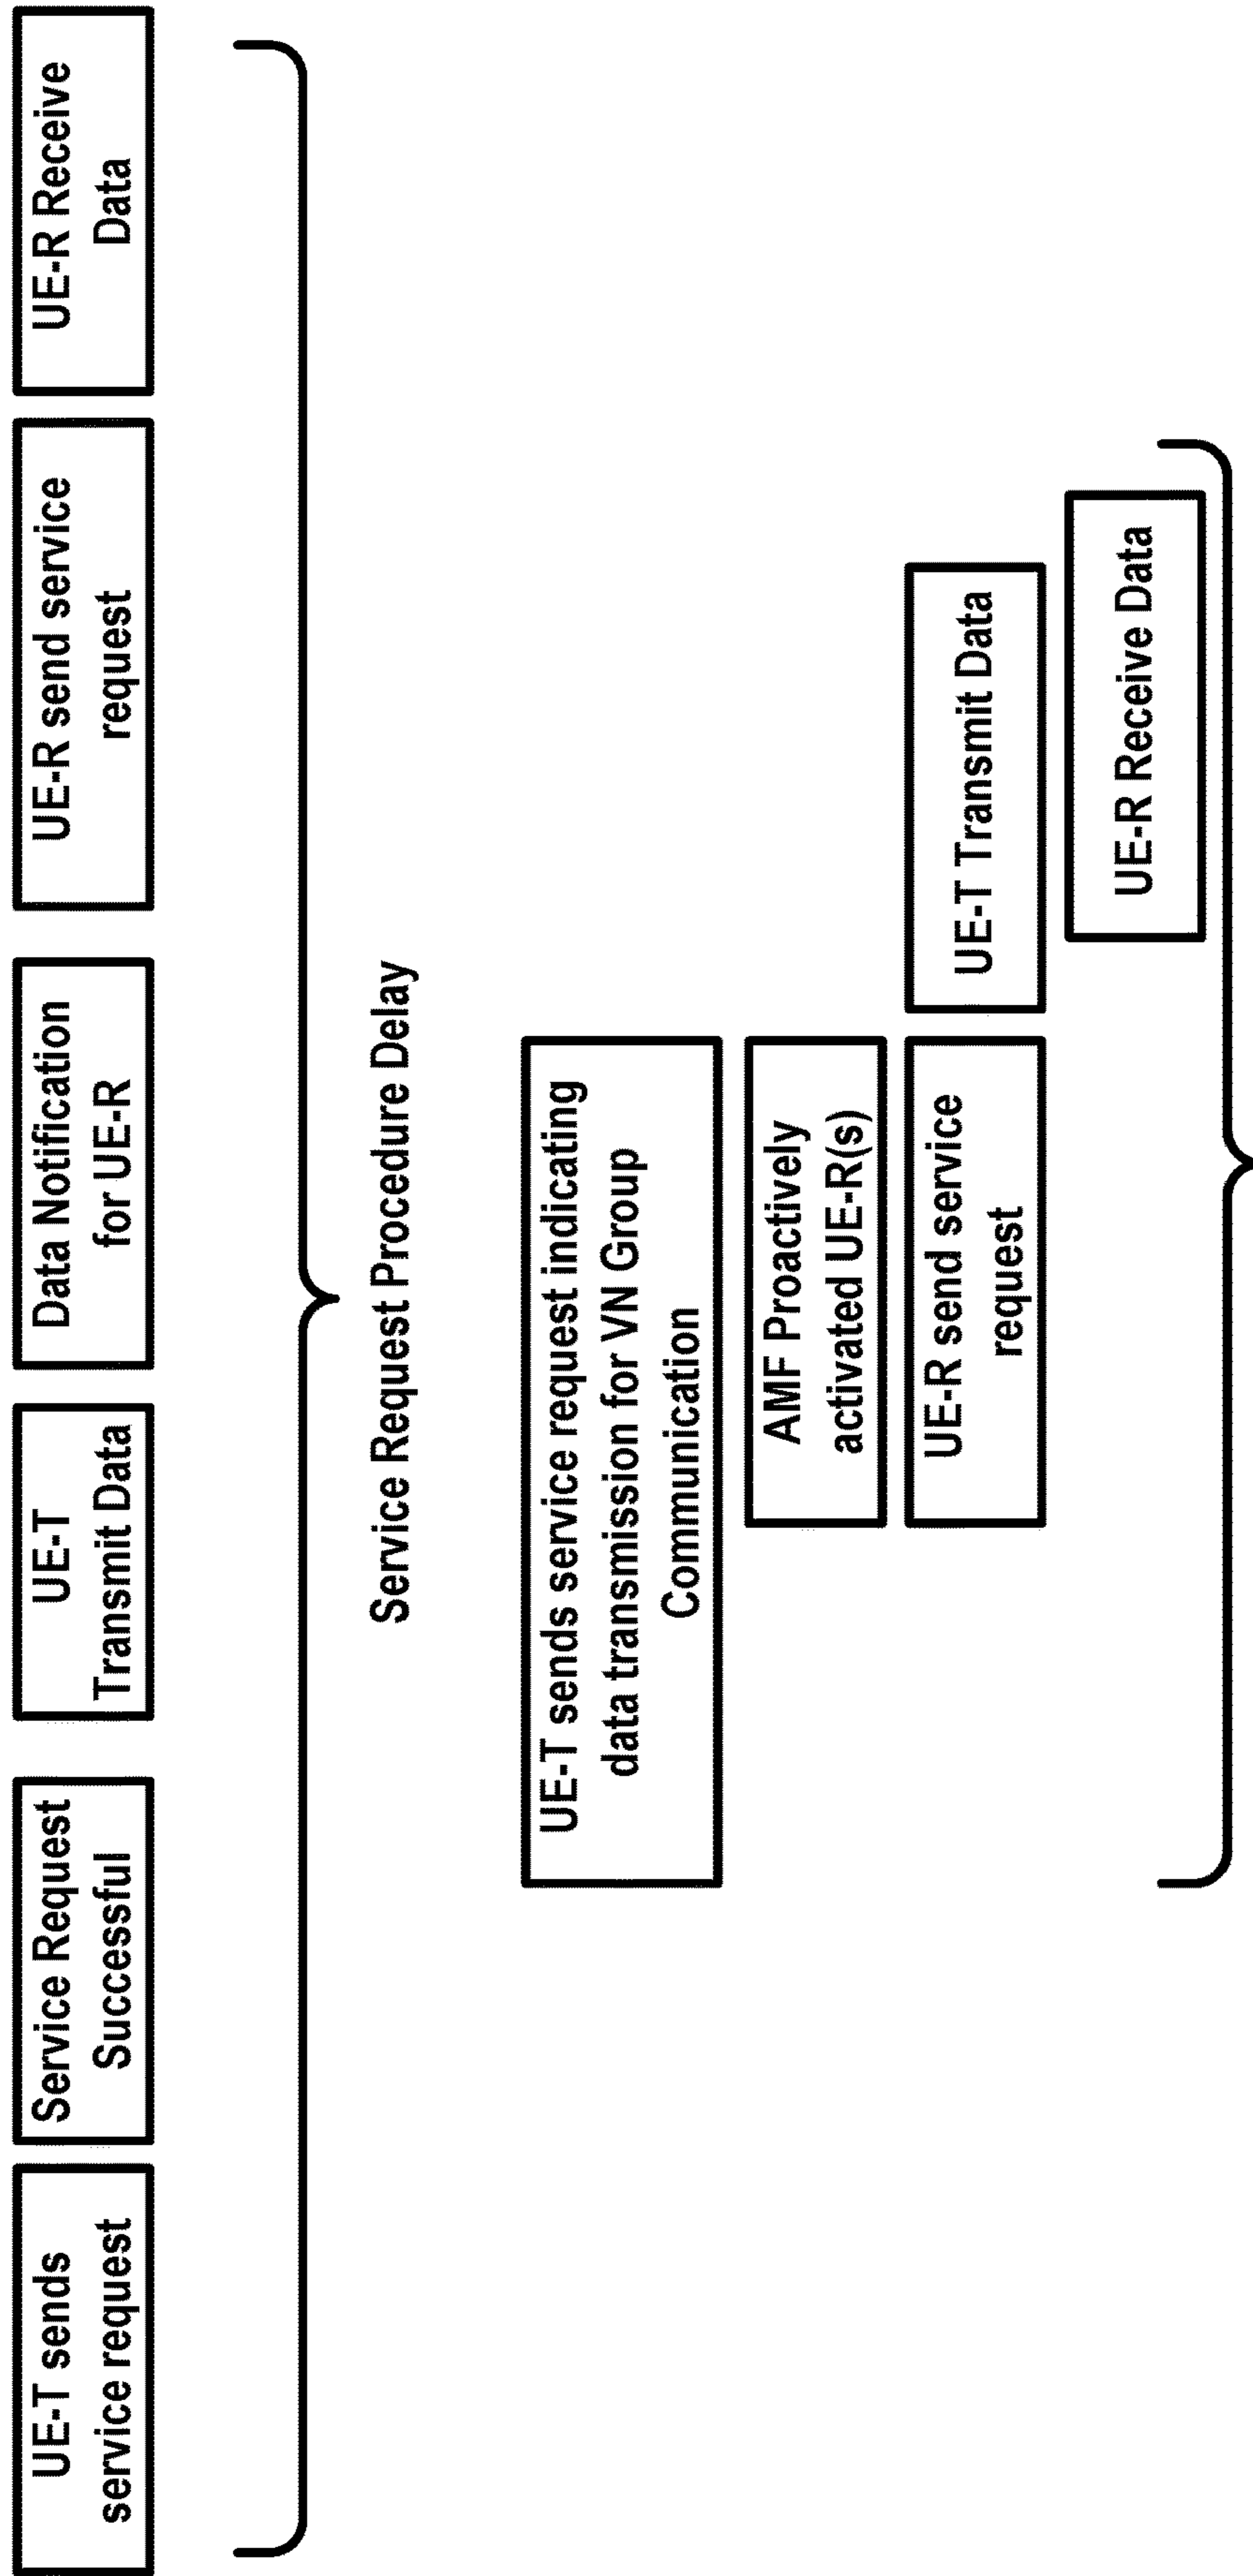 UE-T sends
service request
Service Request
Successful
UE-T
Transmit Data
Data Notification
for UE-R
UE-R send service
request
UE-R Receive
Data
Service Request Procedure Delay
UE-T sends service request indicating
data transmission for VN Group
Communication
AMF Proactively
activated UE-R(s)
UE-R send service
request
UE-T Transmit Data
UE-R Receive Data